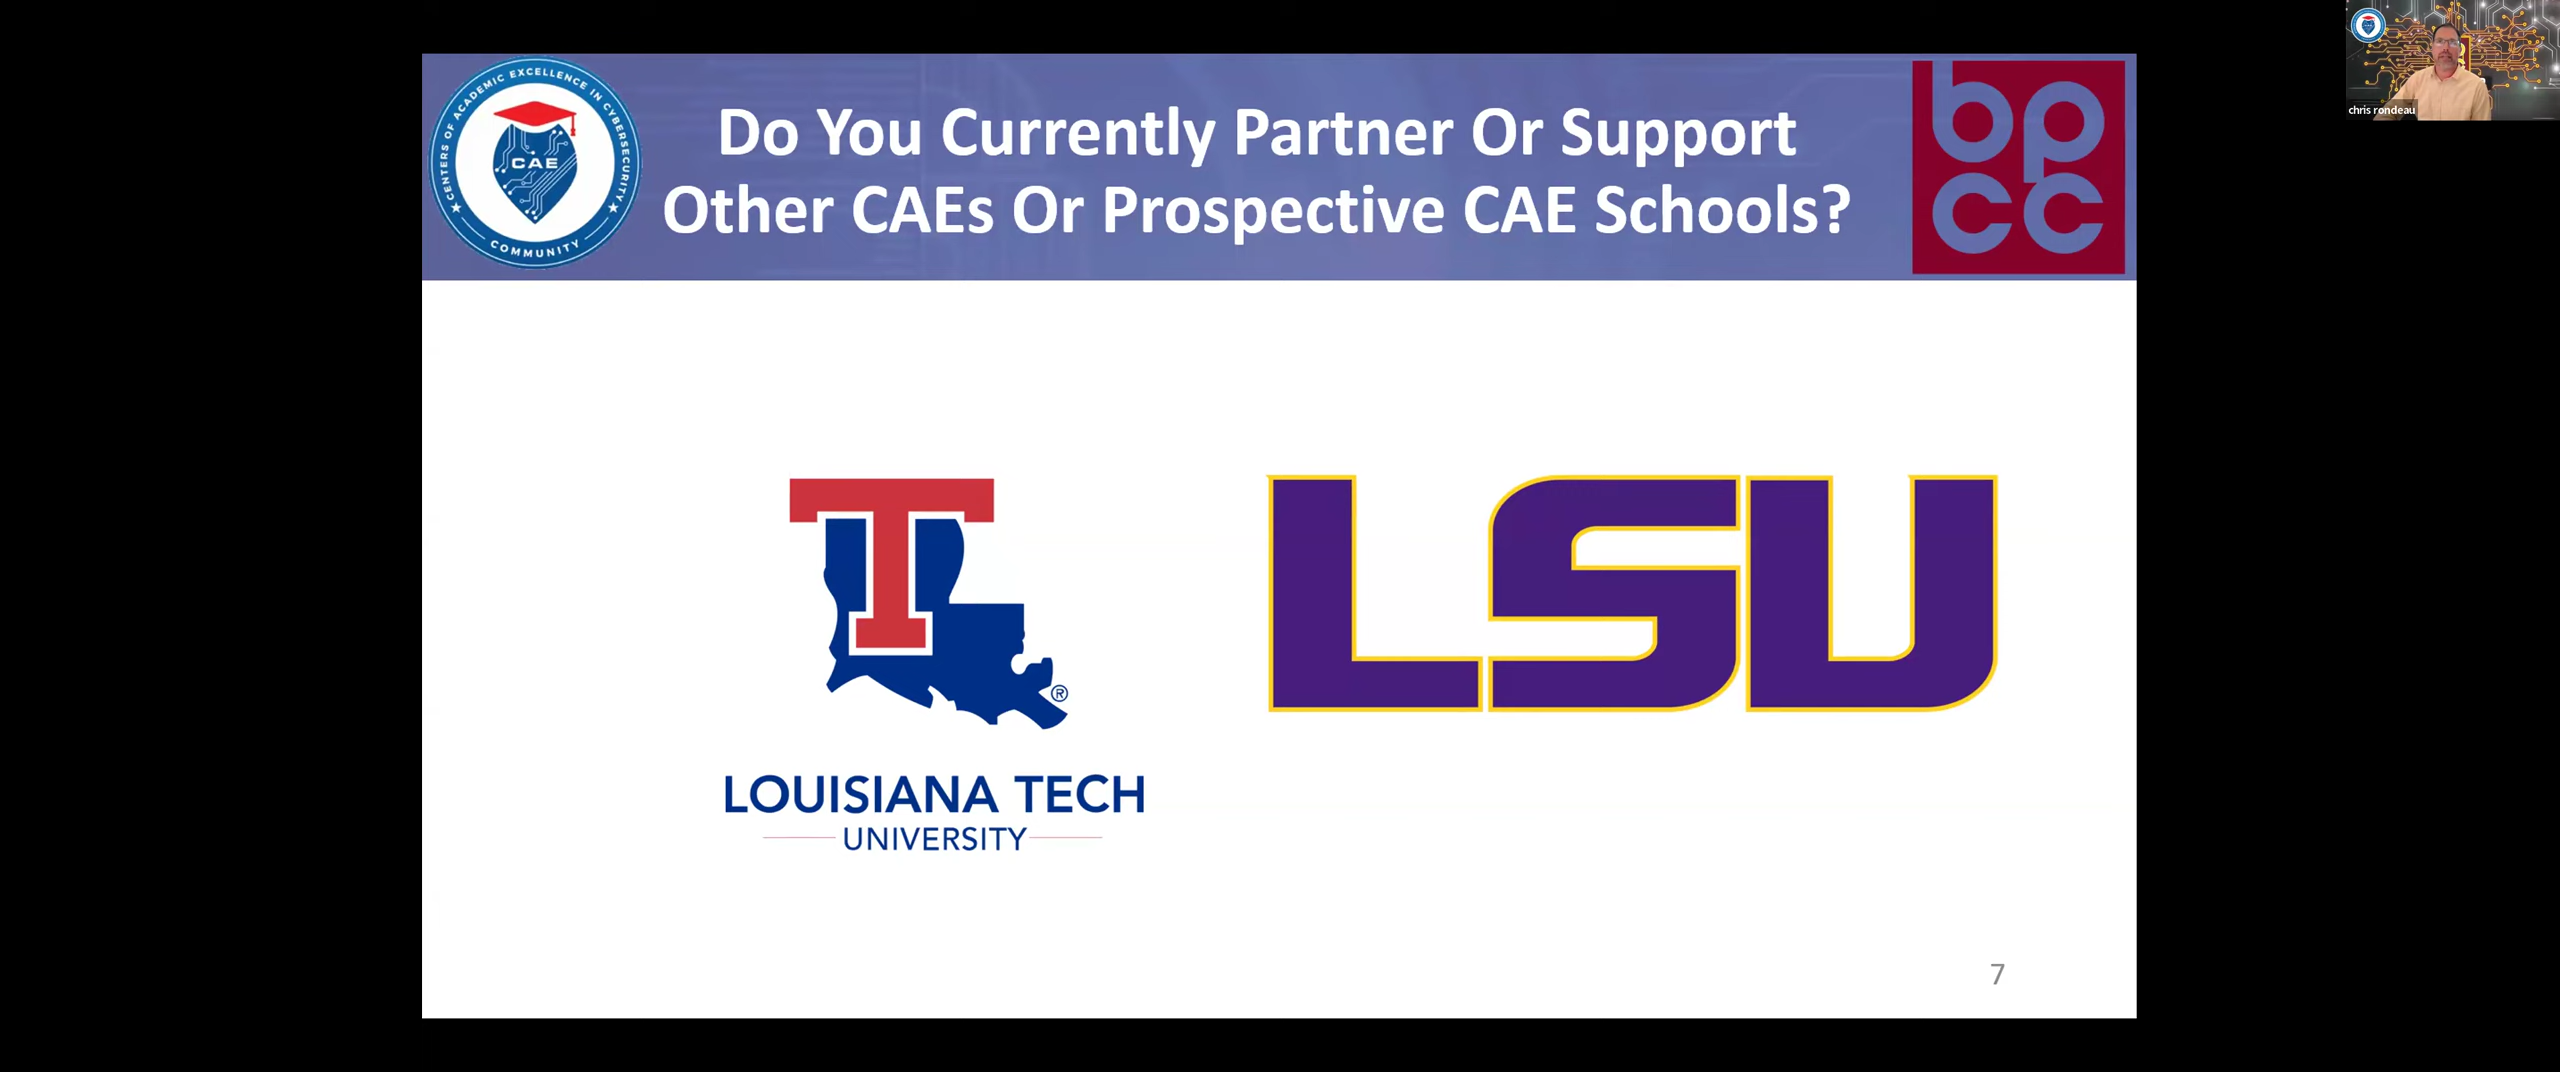 CENTERS OF ACADEMIC EXCELLENCE IN CYBERSECURITY
CAE
COMMUNITY
Do You Currently Partner Or Support
Other CAEs Or Prospective CAE Schools?
bp
cc
chris rondeau
T
®
LOUISIANA TECH
UNIVERSITY
LSU
7